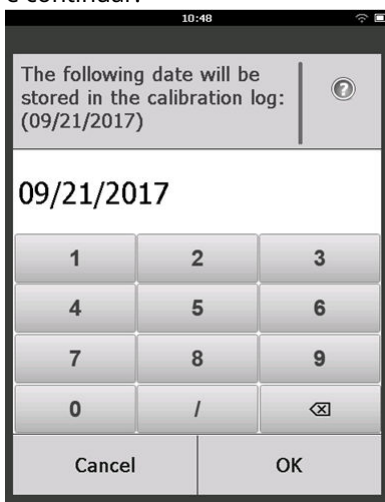 e continuar.
10:48
The following date will be
stored in the calibration log:
(09/21/2017)
?
09/21/2017
1 2 3
4 5 6
7 8 9
0 /
Cancel OK